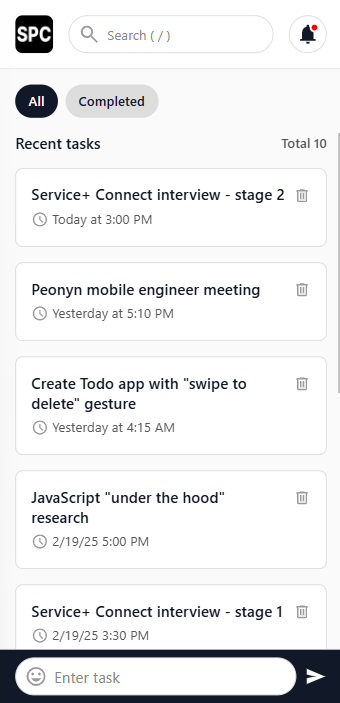 SPC
Search ( / )
All
Completed
Recent tasks
Total 10
Service+ Connect interview - stage 2
Today at 3:00 PM
Peonyn mobile engineer meeting
Yesterday at 5:10 PM
Create Todo app with "swipe to
delete" gesture
Yesterday at 4:15 AM
JavaScript "under the hood"
research
2/19/25 5:00 PM
Service+ Connect interview - stage 1
2/19/25 3:30 PM
Enter task